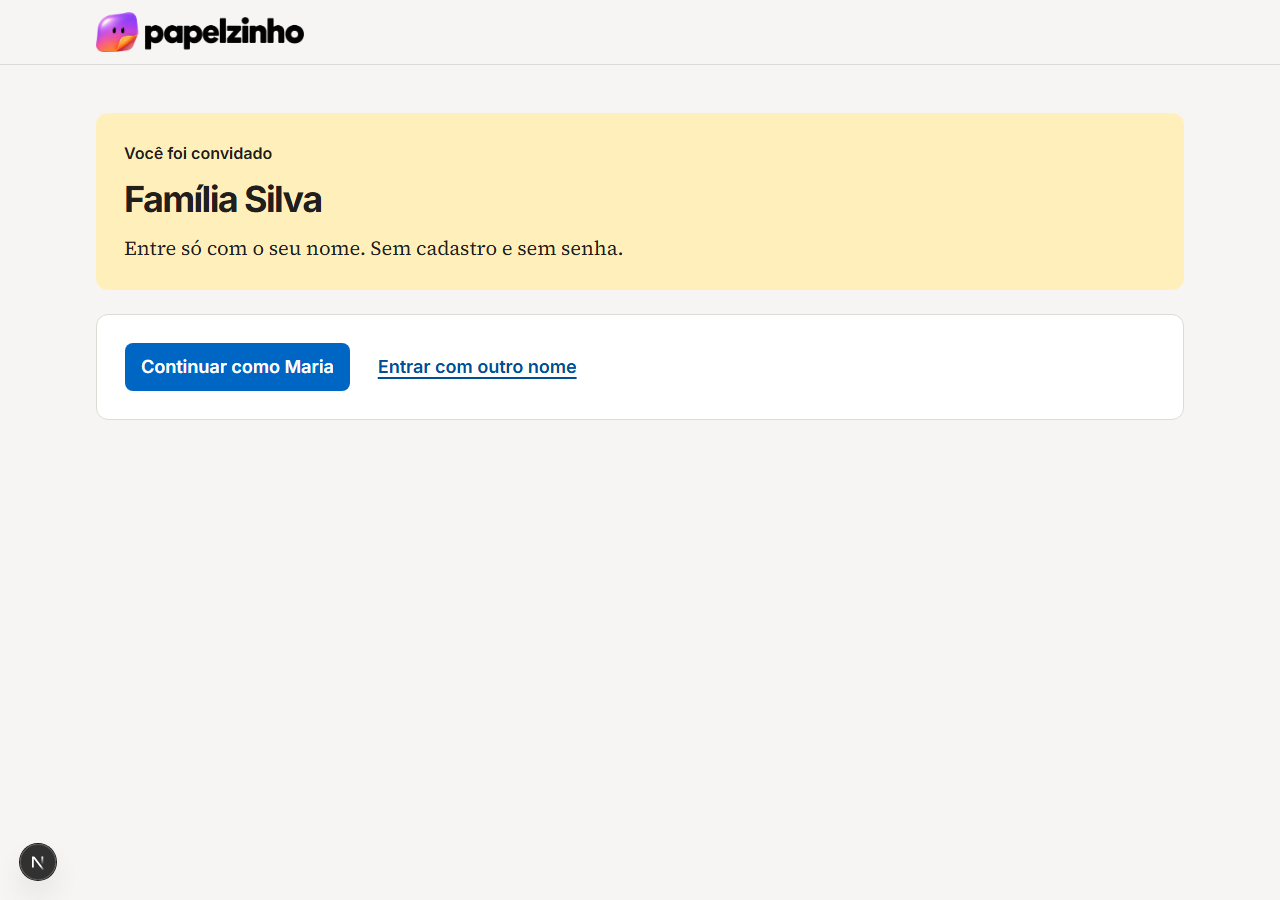 papelzinho
Você foi convidado
Família Silva
Entre só com o seu nome. Sem cadastro e sem senha.
Continuar como Maria
Entrar com outro nome
N